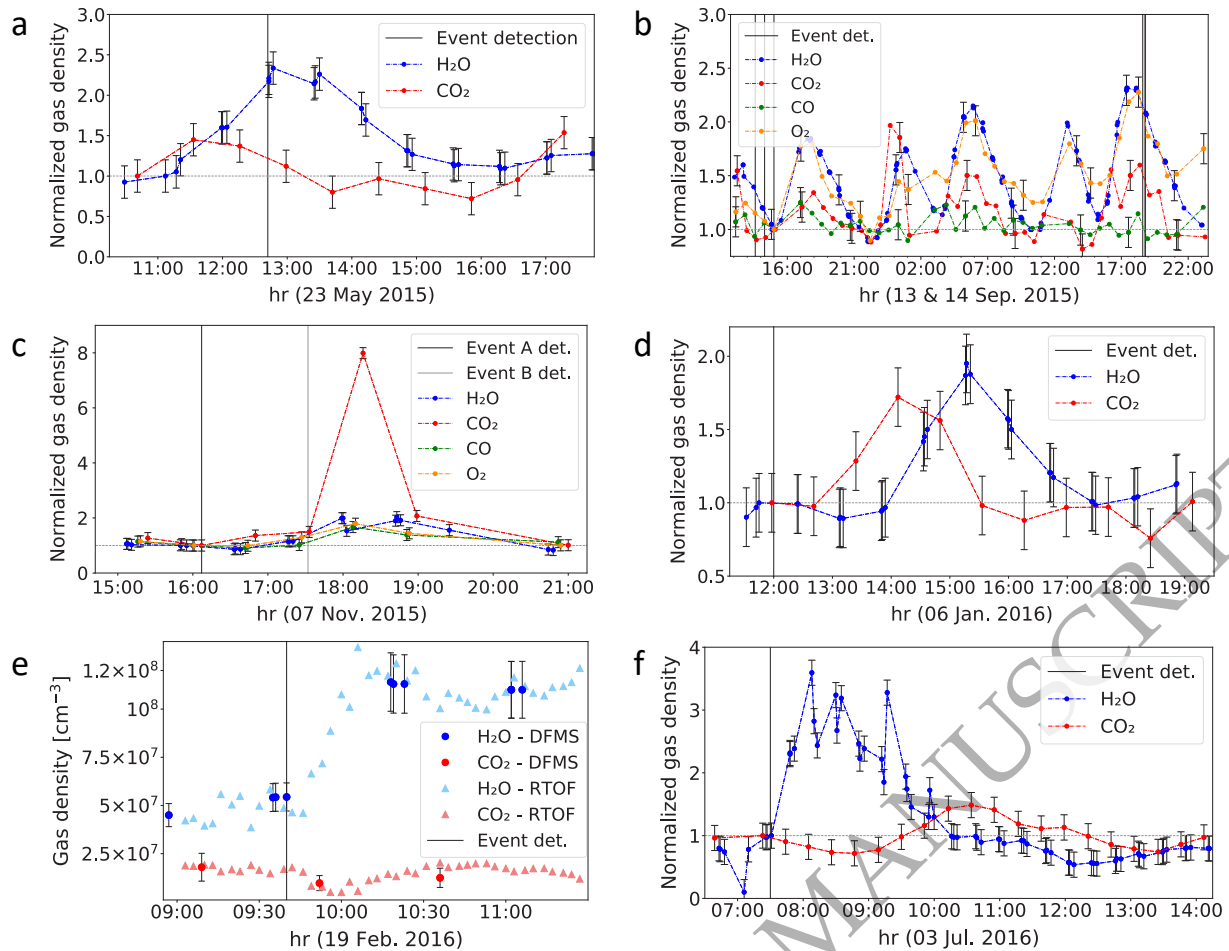 a
3.0
2.5
2.0
1.5
1.0
0.5
0.0
Normalized gas density
Event detection
H₂O
CO₂
11:00 12:00 13:00 14:00 15:00 16:00 17:00
hr (23 May 2015)
b
3.0
2.5
2.0
1.5
1.0
Normalized gas density
Event det.
H₂O
CO₂
CO
O₂
16:00 21:00 02:00 07:00 12:00 17:00 22:00
hr (13 & 14 Sep. 2015)
c
8
6
4
2
0
Normalized gas density
Event A det.
Event B det.
H₂O
CO₂
CO
O₂
15:00 16:00 17:00 18:00 19:00 20:00 21:00
hr (07 Nov. 2015)
d
2.0
1.5
1.0
0.5
Normalized gas density
Event det.
H₂O
CO₂
12:00 13:00 14:00 15:00 16:00 17:00 18:00 19:00
hr (06 Jan. 2016)
e
1.2×10⁸
10⁸
7.5×10⁷
5×10⁷
2.5×10⁷
Gas density [cm⁻³]
H₂O - DFMS
CO₂ - DFMS
H₂O - RTOF
CO₂ - RTOF
Event det.
09:00 09:30 10:00 10:30 11:00
hr (19 Feb. 2016)
f
4
3
2
1
0
Normalized gas density
Event det.
H₂O
CO₂
07:00 08:00 09:00 10:00 11:00 12:00 13:00 14:00
hr (03 Jul. 2016)
MANUSCRIPT